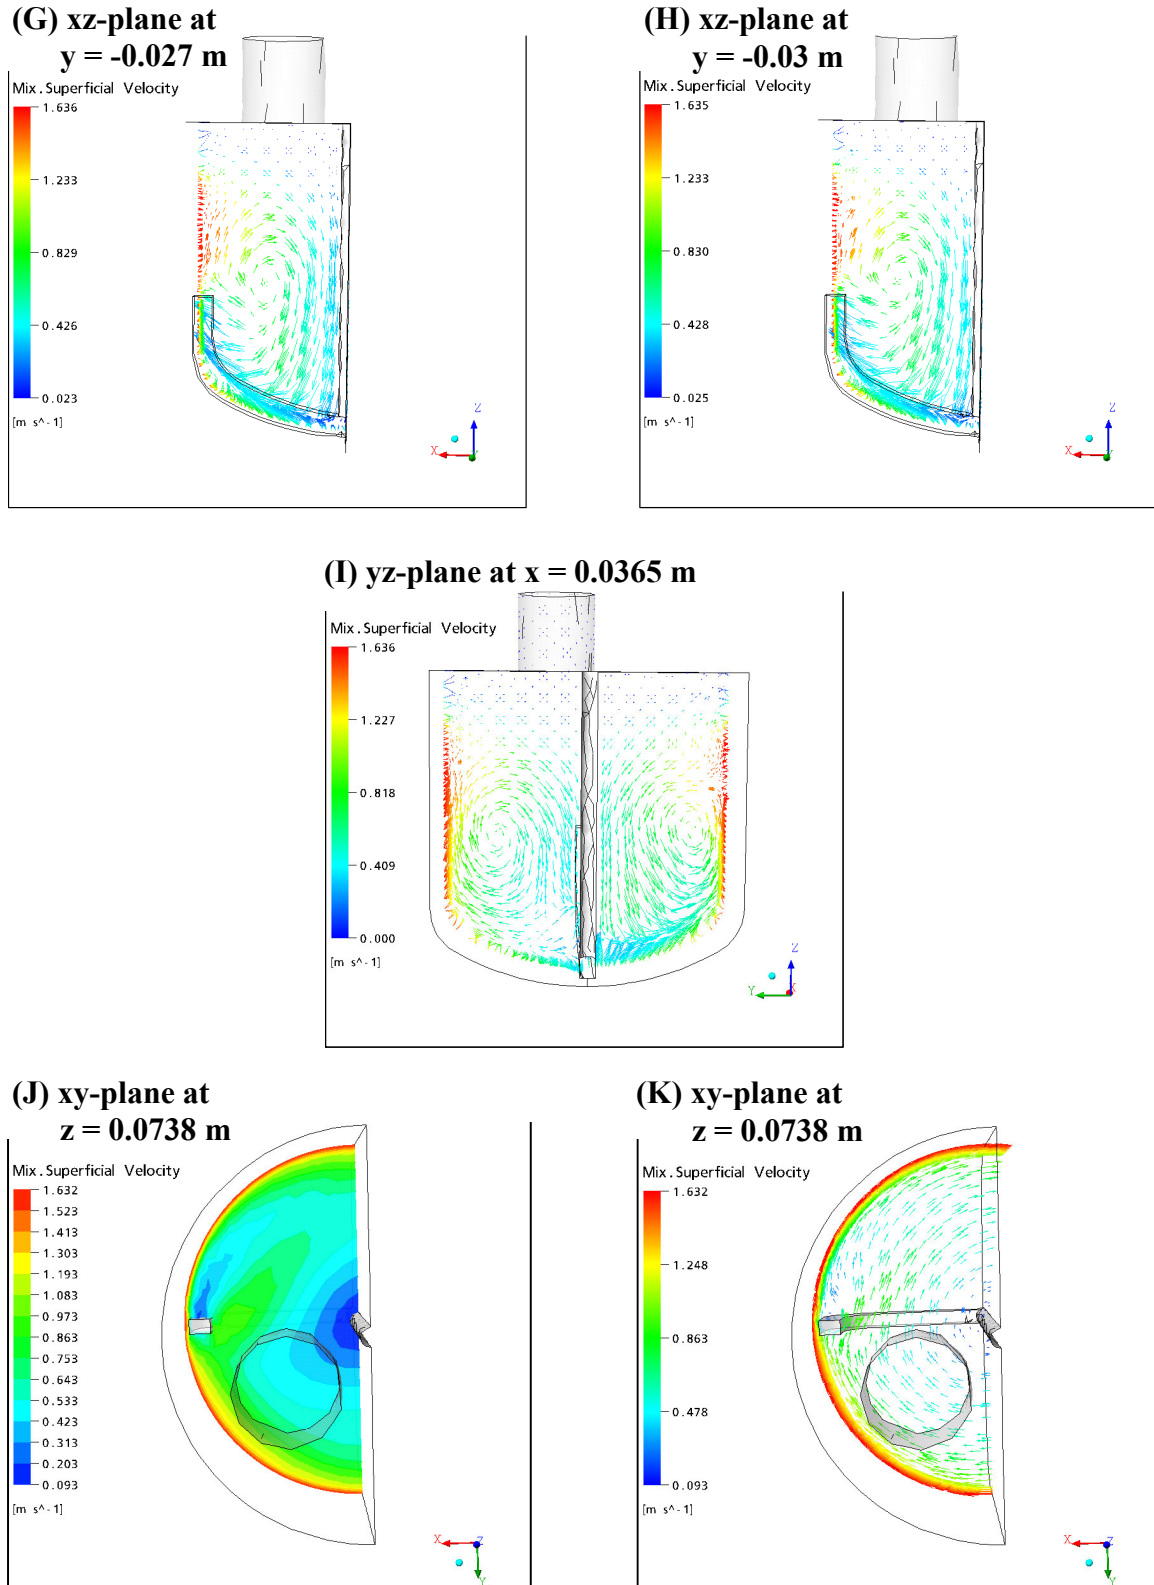 (G) xz-plane at
y = -0.027 m
Mix.Superficial Velocity
1.636
1.233
0.829
0.426
0.023
[m s^-1]
Z
X
Y
(H) xz-plane at
y = -0.03 m
Mix.Superficial Velocity
1.635
1.233
0.830
0.428
0.025
[m s^-1]
Z
X
Y
(I) yz-plane at x = 0.0365 m
Mix.Superficial Velocity
1.636
1.227
0.818
0.409
0.000
[m s^-1]
Z
Y
X
(J) xy-plane at
z = 0.0738 m
Mix.Superficial Velocity
1.632
1.523
1.413
1.303
1.193
1.083
0.973
0.863
0.753
0.643
0.533
0.423
0.313
0.203
0.093
[m s^-1]
X
Z
Y
(K) xy-plane at
z = 0.0738 m
Mix.Superficial Velocity
1.632
1.248
0.863
0.478
0.093
[m s^-1]
X
Z
Y